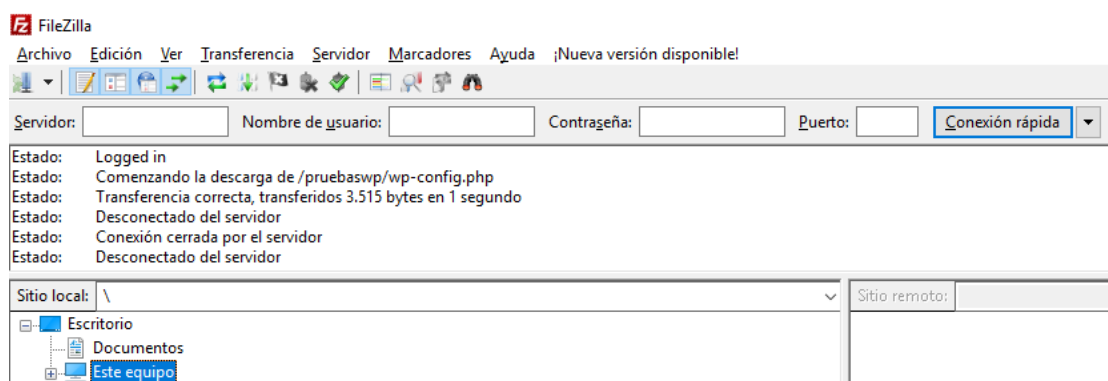 FileZilla
Archivo Edición Ver Transferencia Servidor Marcadores Ayuda ¡Nueva versión disponible!
Servidor: Nombre de usuario: Contraseña: Puerto: Conexión rápida
Estado: Logged in
Estado: Comenzando la descarga de /pruebaswp/wp-config.php
Estado: Transferencia correcta, transferidos 3.515 bytes en 1 segundo
Estado: Desconectado del servidor
Estado: Conexión cerrada por el servidor
Estado: Desconectado del servidor
Sitio local: \ Sitio remoto:
Escritorio
Documentos
Este equipo